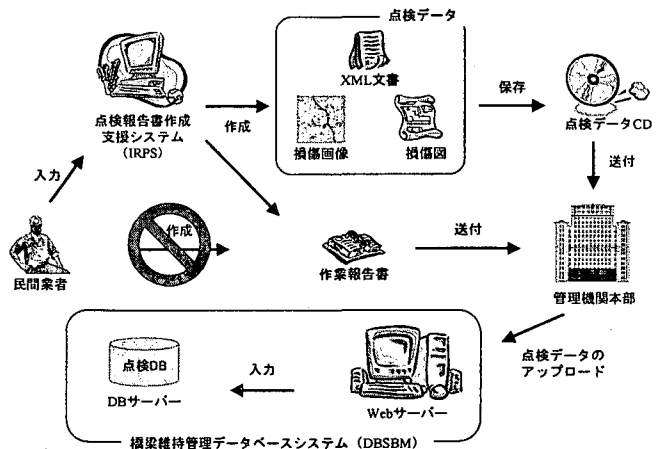 点検データ
XML文書
損傷画像
損傷図
点検報告書作成
支援システム
(IRPS)
作成
保存
点検データCD
入力
送付
民間業者
作成
作業報告書
送付
管理機関本部
点検データの
アップロード
点検DB
DBサーバー
入力
Webサーバー
橋梁維持管理データベースシステム（DBSBM）